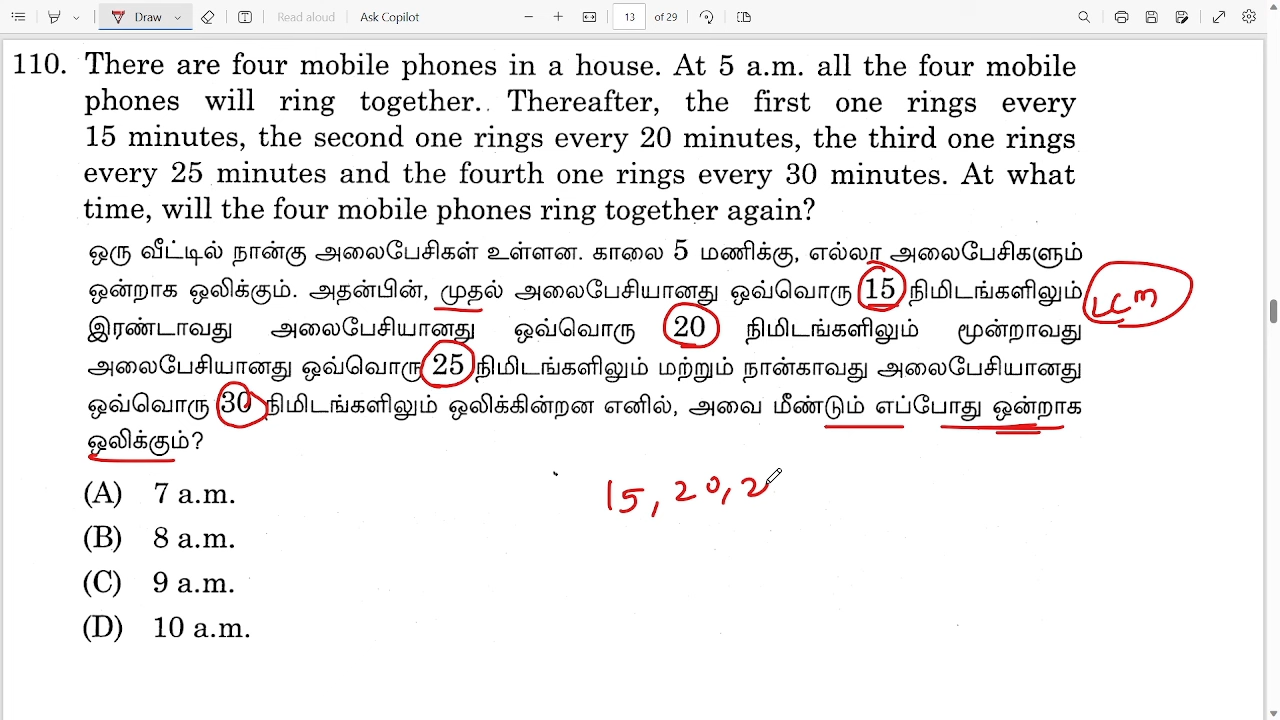 Draw
Read aloud
Ask Copilot
13
of 29
110. There are four mobile phones in a house. At 5 a.m. all the four mobile
phones will ring together. Thereafter, the first one rings every
15 minutes, the second one rings every 20 minutes, the third one rings
every 25 minutes and the fourth one rings every 30 minutes. At what
time, will the four mobile phones ring together again?
ஒரு வீட்டில் நான்கு அலைபேசிகள் உள்ளன. காலை 5 மணிக்கு, எல்லா அலைபேசிகளும்
ஒன்றாக ஒலிக்கும். அதன்பின், முதல் அலைபேசியானது ஒவ்வொரு 15 நிமிடங்களிலும்
LCM
இரண்டாவது அலைபேசியானது ஒவ்வொரு 20 நிமிடங்களிலும் மூன்றாவது
அலைபேசியானது ஒவ்வொரு 25 நிமிடங்களிலும் மற்றும் நான்காவது அலைபேசியானது
ஒவ்வொரு 30 நிமிடங்களிலும் ஒலிக்கின்றன எனில், அவை மீண்டும் எப்போது ஒன்றாக
ஒலிக்கும்?
15, 20, 2
(A) 7 a.m.
(B) 8 a.m.
(C) 9 a.m.
(D) 10 a.m.